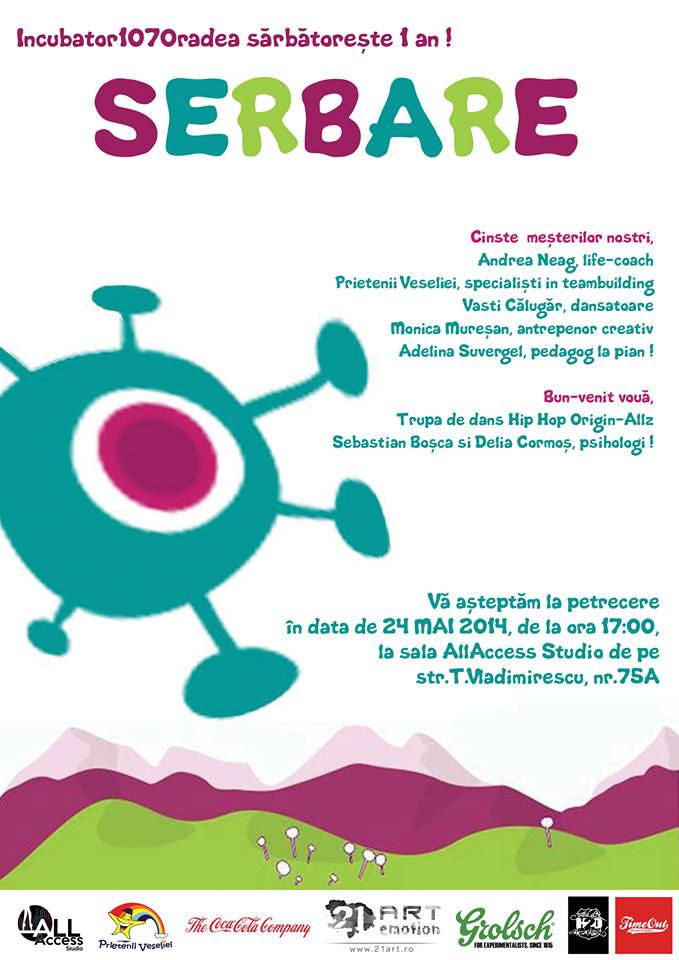 Incubator107Oradea sărbătorește 1 an !
SERBARE
Cinste meșterilor nostri,
Andrea Neag, life-coach
Prietenii Veseliei, specialiști in teambuilding
Vasti Călugăr, dansatoare
Monica Mureșan, antrepenor creativ
Adelina Suvergel, pedagog la pian !
Bun-venit vouă,
Trupa de dans Hip Hop Origin-Allz
Sebastian Boșca si Delia Cormoș, psihologi !
Vă așteptăm la petrecere
în data de 24 MAI 2014, de la ora 17:00,
la sala AllAccess Studio de pe
str.T.Vladimirescu, nr.75A
ALL
Access
Studio
Prietenii Veseliei
The Coca-Cola Company
21 ART
emotion
www.21art.ro
Grolsch
FOR EXPERIMENTALISTS, SINCE 1615
TimeOut